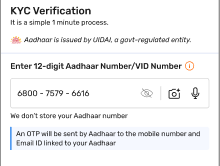 KYC Verification
It is a simple 1 minute process.
Aadhaar is issued by UIDAI, a govt-regulated entity.
Enter 12-digit Aadhaar Number/VID Number
6800 - 7579 - 6616
We don't store your Aadhaar number
An OTP will be sent by Aadhaar to the mobile number and
Email ID linked to your Aadhaar